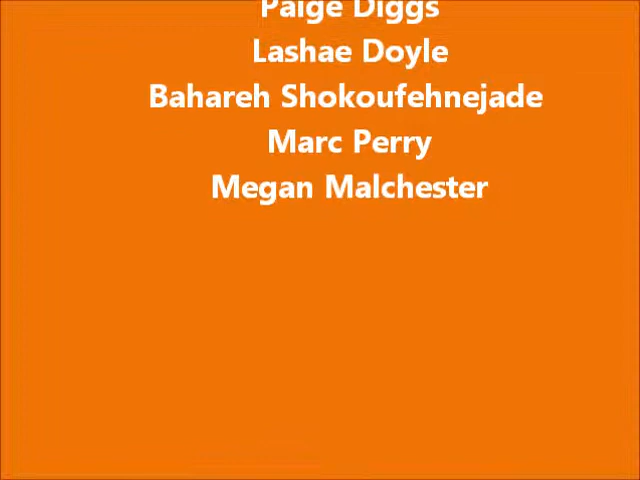 Paige Diggs
Lashae Doyle
Bahareh Shokoufehnejade
Marc Perry
Megan Malchester